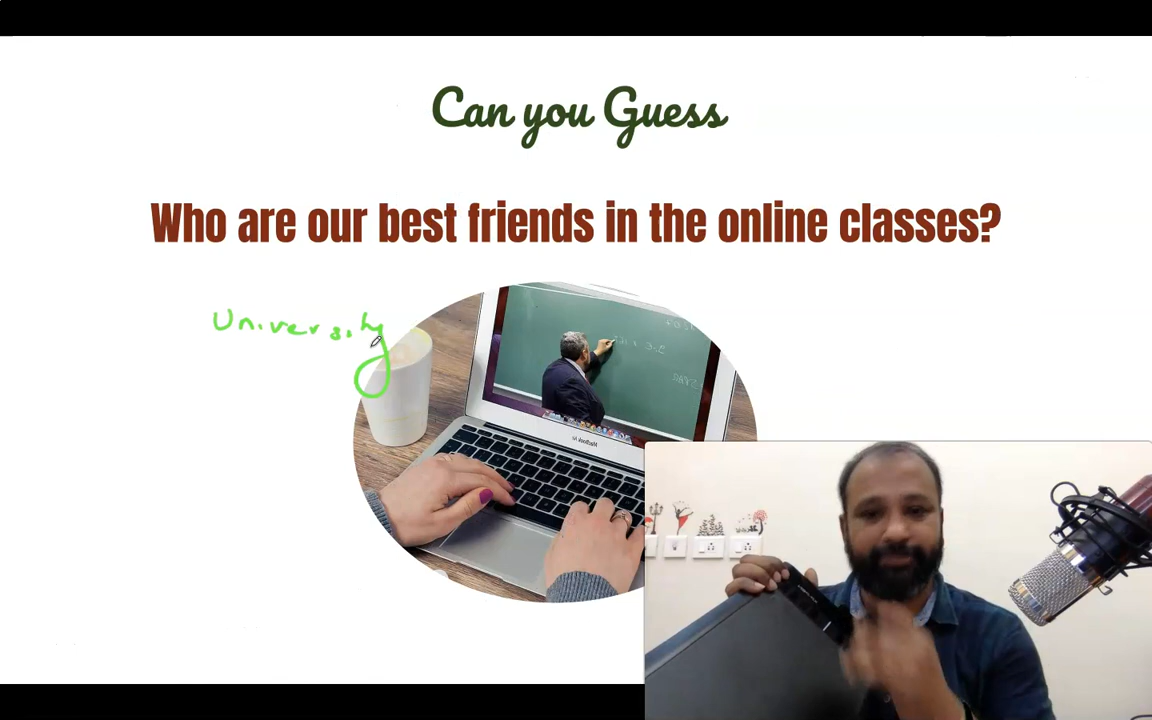 Can you Guess
Who are our best friends in the online classes?
University